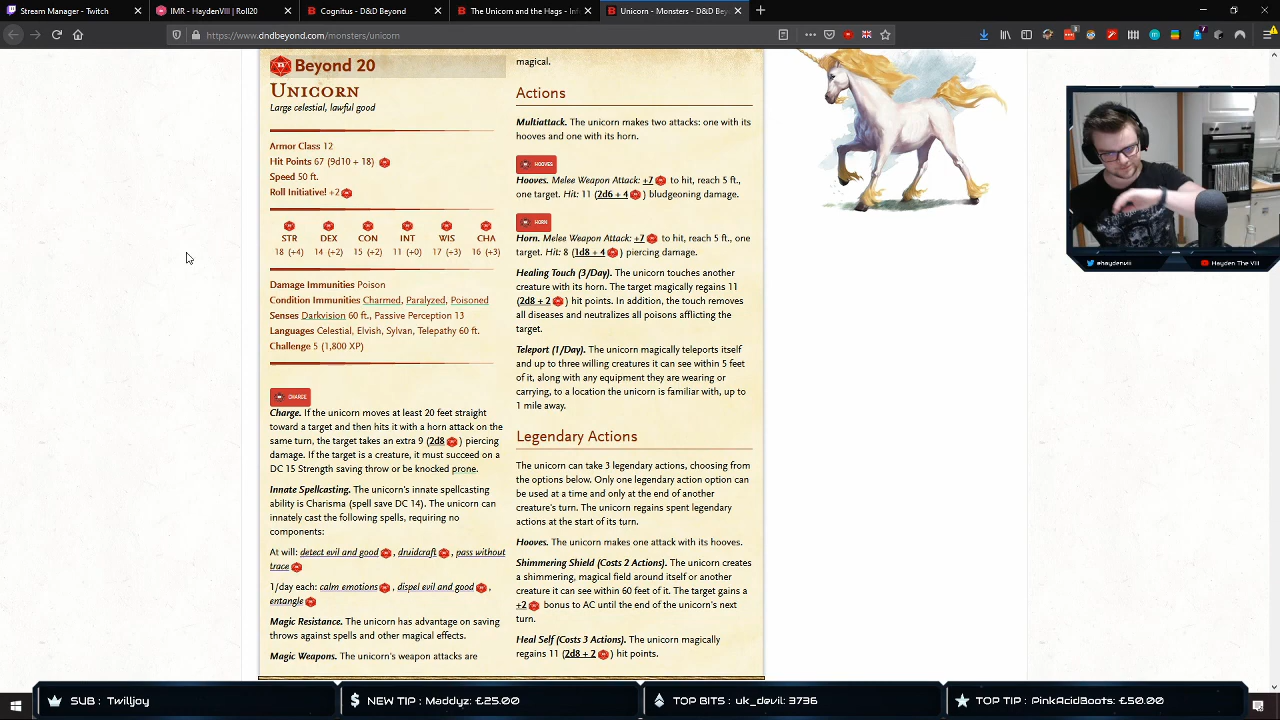 Stream Manager - Twitch
IMR - HaydenVIII | Roll20
Cognitus - D&D Beyond
The Unicorn and the Hags - Inf
Unicorn - Monsters - D&D Bey
https://www.dndbeyond.com/monsters/unicorn
Beyond 20
UNICORN
Large celestial, lawful good
Armor Class 12
Hit Points 67 (9d10 + 18)
Speed 50 ft.
Roll Initiative! +2
STR DEX CON INT WIS CHA
18 (+4) 14 (+2) 15 (+2) 11 (+0) 17 (+3) 16 (+3)
Damage Immunities Poison
Condition Immunities Charmed, Paralyzed, Poisoned
Senses Darkvision 60 ft., Passive Perception 13
Languages Celestial, Elvish, Sylvan, Telepathy 60 ft.
Challenge 5 (1,800 XP)
CHARGE
Charge. If the unicorn moves at least 20 feet straight
toward a target and then hits it with a horn attack on the
same turn, the target takes an extra 9 (2d8) piercing
damage. If the target is a creature, it must succeed on a
DC 15 Strength saving throw or be knocked prone.
Innate Spellcasting. The unicorn's innate spellcasting
ability is Charisma (spell save DC 14). The unicorn can
innately cast the following spells, requiring no
components:
At will: detect evil and good, druidcraft, pass without
trace
1/day each: calm emotions, dispel evil and good,
entangle
Magic Resistance. The unicorn has advantage on saving
throws against spells and other magical effects.
Magic Weapons. The unicorn's weapon attacks are
magical.
Actions
Multiattack. The unicorn makes two attacks: one with its
hooves and one with its horn.
HOOVES
Hooves. Melee Weapon Attack: +7 to hit, reach 5 ft.,
one target. Hit: 11 (2d6 + 4) bludgeoning damage.
HORN
Horn. Melee Weapon Attack: +7 to hit, reach 5 ft., one
target. Hit: 8 (1d8 + 4) piercing damage.
Healing Touch (3/Day). The unicorn touches another
creature with its horn. The target magically regains 11
(2d8 + 2) hit points. In addition, the touch removes
all diseases and neutralizes all poisons afflicting the
target.
Teleport (1/Day). The unicorn magically teleports itself
and up to three willing creatures it can see within 5 feet
of it, along with any equipment they are wearing or
carrying, to a location the unicorn is familiar with, up to
1 mile away.
Legendary Actions
The unicorn can take 3 legendary actions, choosing from
the options below. Only one legendary action option can
be used at a time and only at the end of another
creature's turn. The unicorn regains spent legendary
actions at the start of its turn.
Hooves. The unicorn makes one attack with its hooves.
Shimmering Shield (Costs 2 Actions). The unicorn creates
a shimmering, magical field around itself or another
creature it can see within 60 feet of it. The target gains a
+2 bonus to AC until the end of the unicorn's next
turn.
Heal Self (Costs 3 Actions). The unicorn magically
regains 11 (2d8 + 2) hit points.
@haydenviii
Hayden The VIII
SUB : Twilljoy
NEW TIP : Maddyz: £25.00
TOP BITS : uk_devil: 3736
TOP TIP : PinkAcidBoots: £50.00